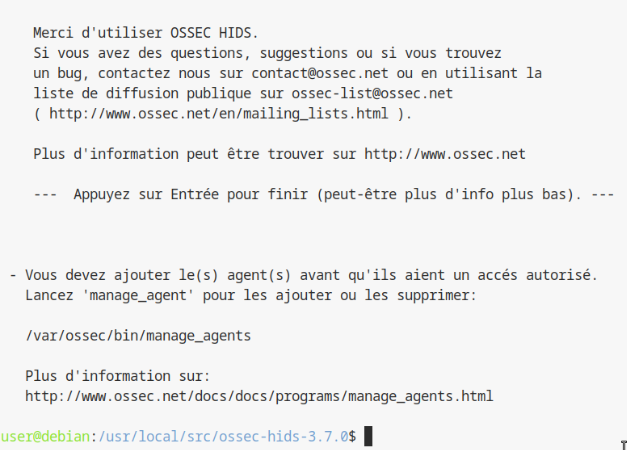 Merci d'utiliser OSSEC HIDS.
Si vous avez des questions, suggestions ou si vous trouvez
un bug, contactez nous sur contact@ossec.net ou en utilisant la
liste de diffusion publique sur ossec-list@ossec.net
( http://www.ossec.net/en/mailing_lists.html ).
Plus d'information peut être trouver sur http://www.ossec.net
--- Appuyez sur Entrée pour finir (peut-être plus d'info plus bas). ---
- Vous devez ajouter le(s) agent(s) avant qu'ils aient un accés autorisé.
Lancez 'manage_agent' pour les ajouter ou les supprimer:
/var/ossec/bin/manage_agents
Plus d'information sur:
http://www.ossec.net/docs/docs/programs/manage_agents.html
user@debian:/usr/local/src/ossec-hids-3.7.0$